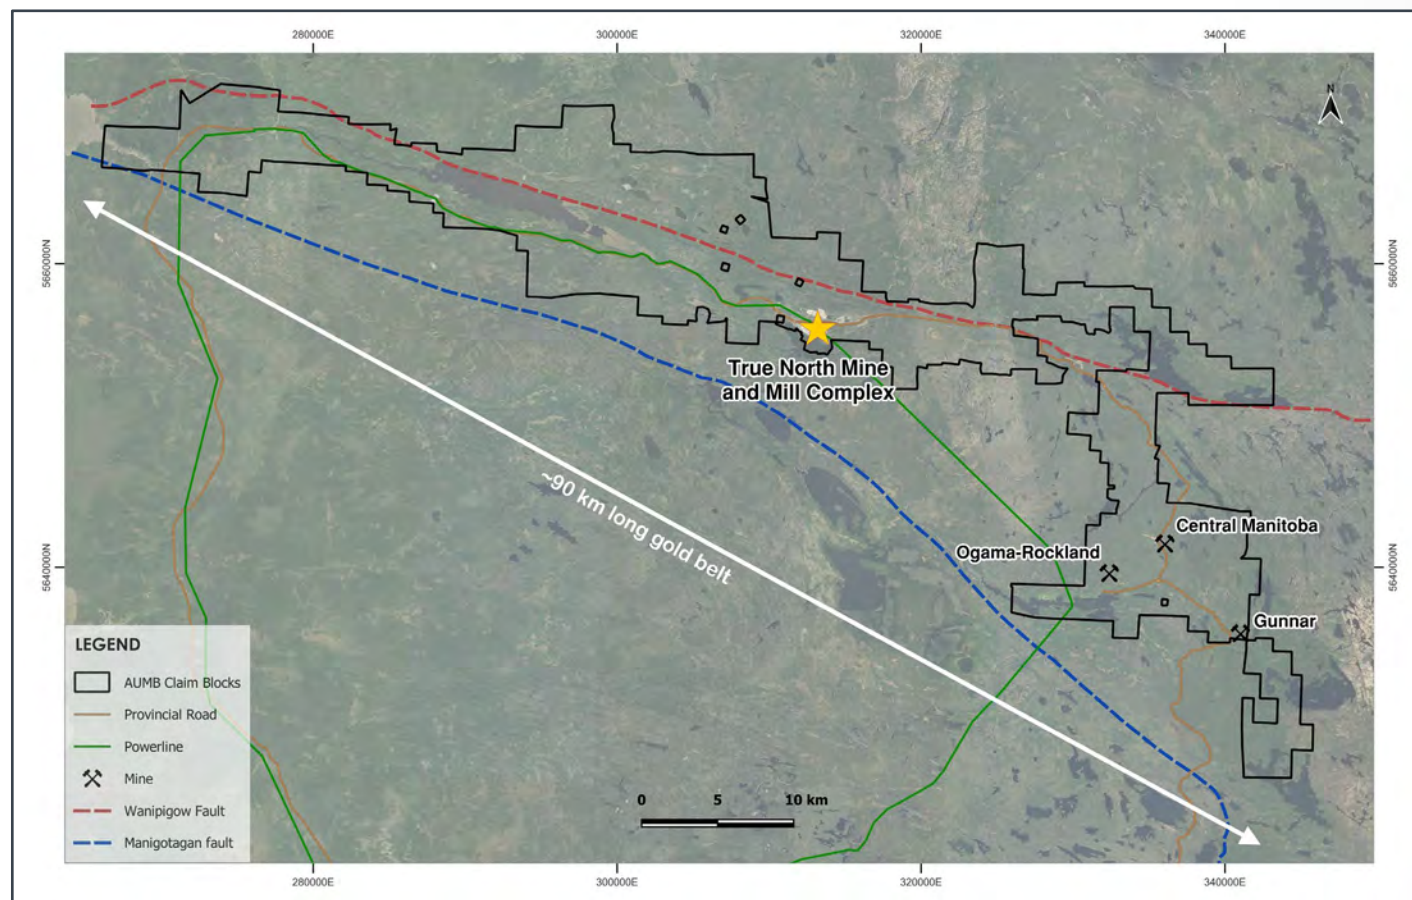 280000E
300000E
320000E
340000E
N
5660000N
5660000N
True North Mine
and Mill Complex
~90 km long gold belt
Central Manitoba
Ogama-Rockland
5640000N
5640000N
Gunnar
LEGEND
AUMB Claim Blocks
Provincial Road
Powerline
Mine
Wanipigow Fault
Manigotagan fault
0 5 10 km
280000E
300000E
320000E
340000E